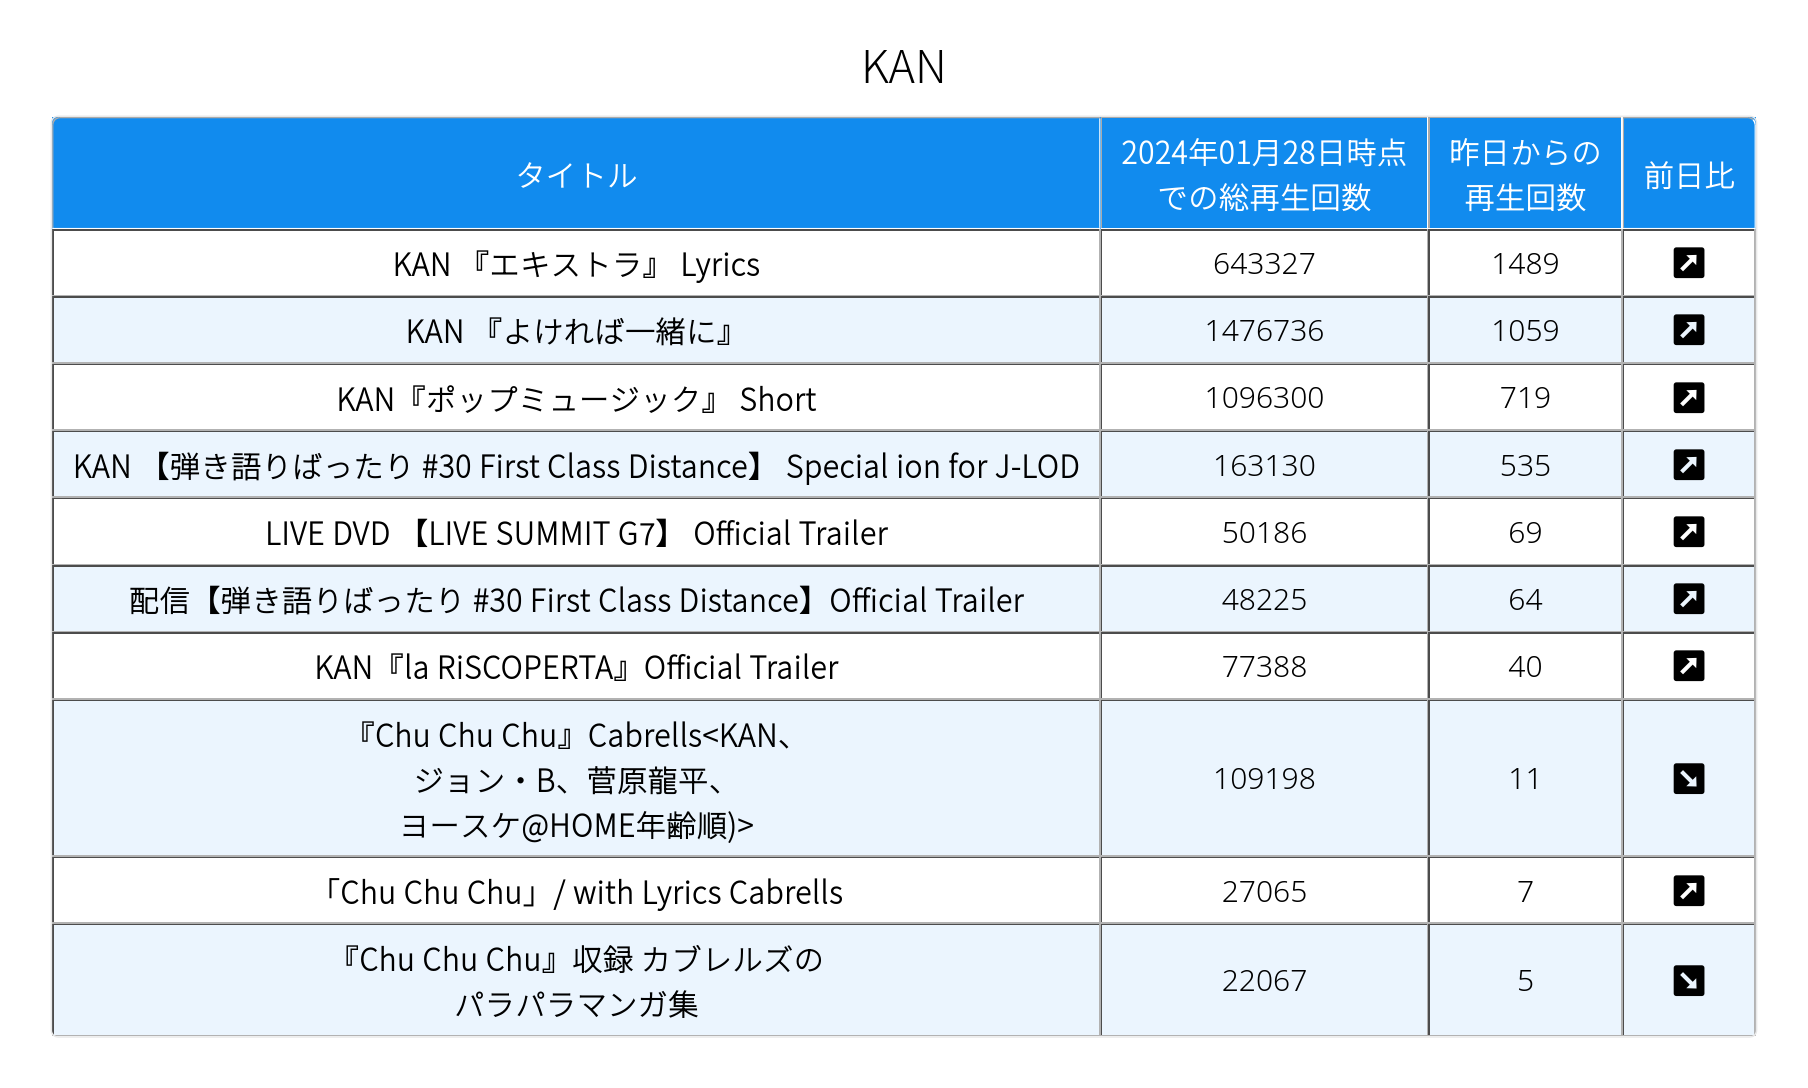 KAN
タイトル
2024年01月28日時点
での総再生回数
昨日からの
再生回数
前日比
KAN 『エキストラ』 Lyrics 643327 1489
KAN 『よければ一緒に』 1476736 1059
KAN『ポップミュージック』 Short 1096300 719
KAN 【弾き語りばったり #30 First Class Distance】 Special ion for J-LOD 163130 535
LIVE DVD 【LIVE SUMMIT G7】 Official Trailer 50186 69
配信【弾き語りばったり #30 First Class Distance】Official Trailer 48225 64
KAN『la RiSCOPERTA』Official Trailer 77388 40
『Chu Chu Chu』Cabrells<KAN、
ジョン・B、菅原龍平、
ヨースケ@HOME年齢順)>
109198 11
「Chu Chu Chu」/ with Lyrics Cabrells 27065 7
『Chu Chu Chu』収録 カブレルズの
パラパラマンガ集
22067 5